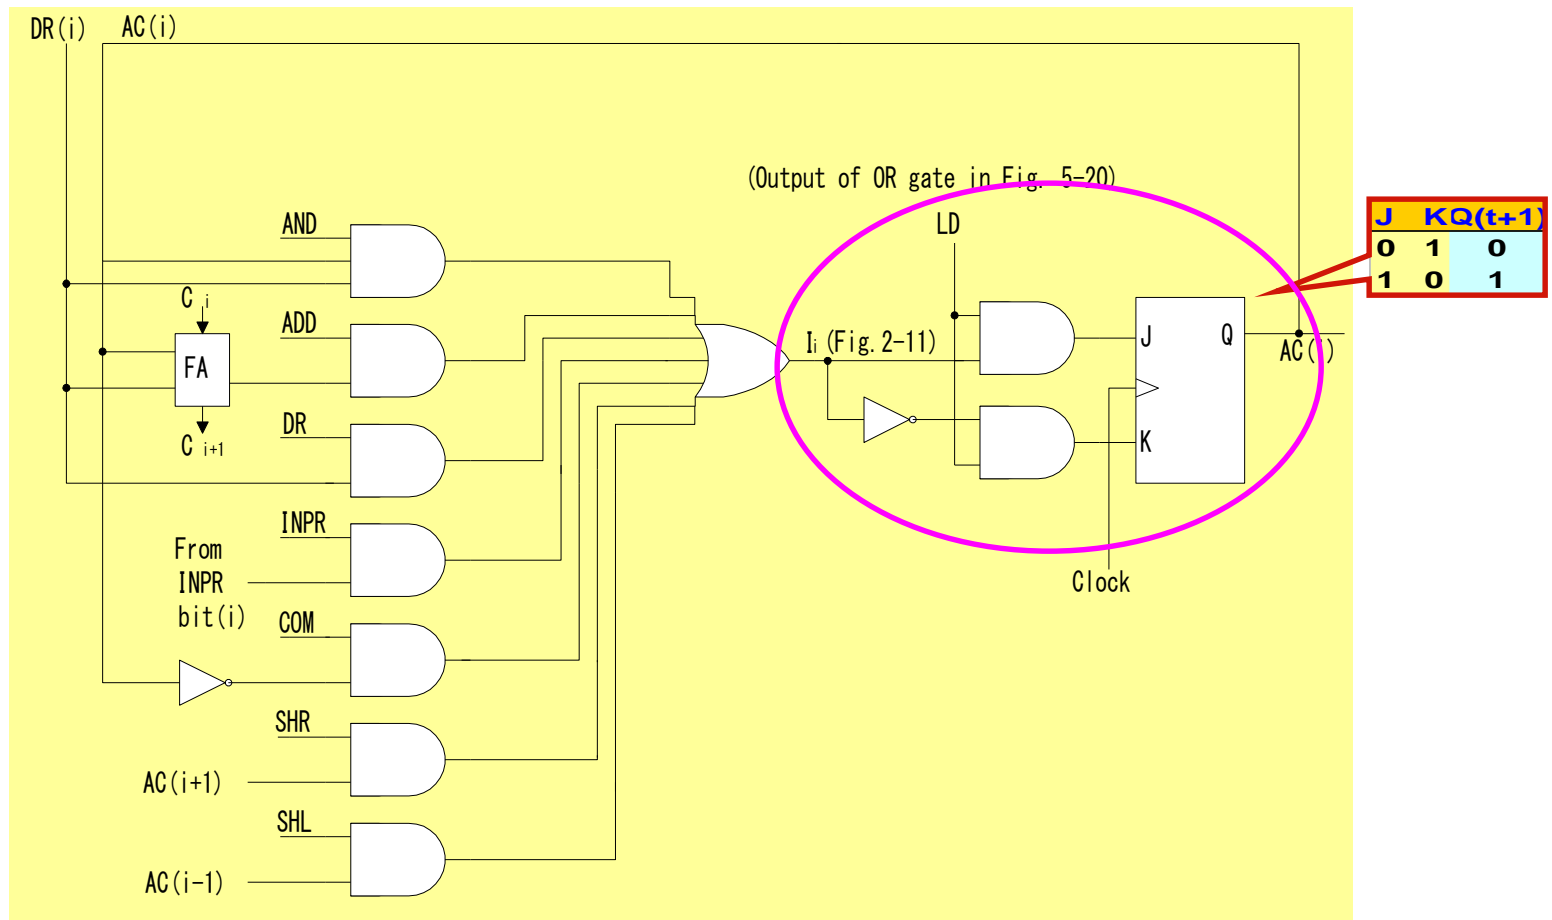 DR(i)
AC(i)
(Output of OR gate in Fig. 5-20)
LD
J K Q(t+1)
0 1 0
1 0 1
AND
C i
ADD
FA
C i+1
DR
INPR
From
INPR
bit(i)
COM
SHR
AC(i+1)
SHL
AC(i-1)
Ii (Fig.2-11)
J
Q
K
AC( )
Clock